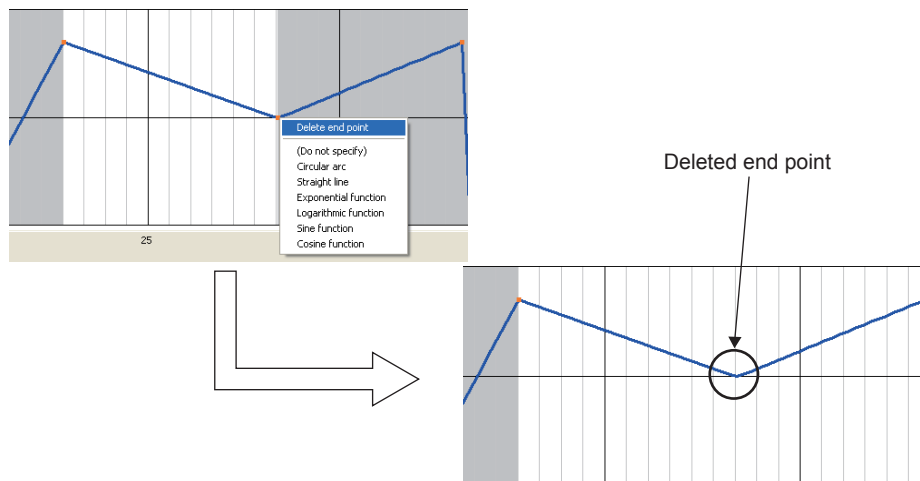 Delete end point
(Do not specify)
Circular arc
Straight line
Exponential function
Logarithmic function
Sine function
Cosine function
25
Deleted end point